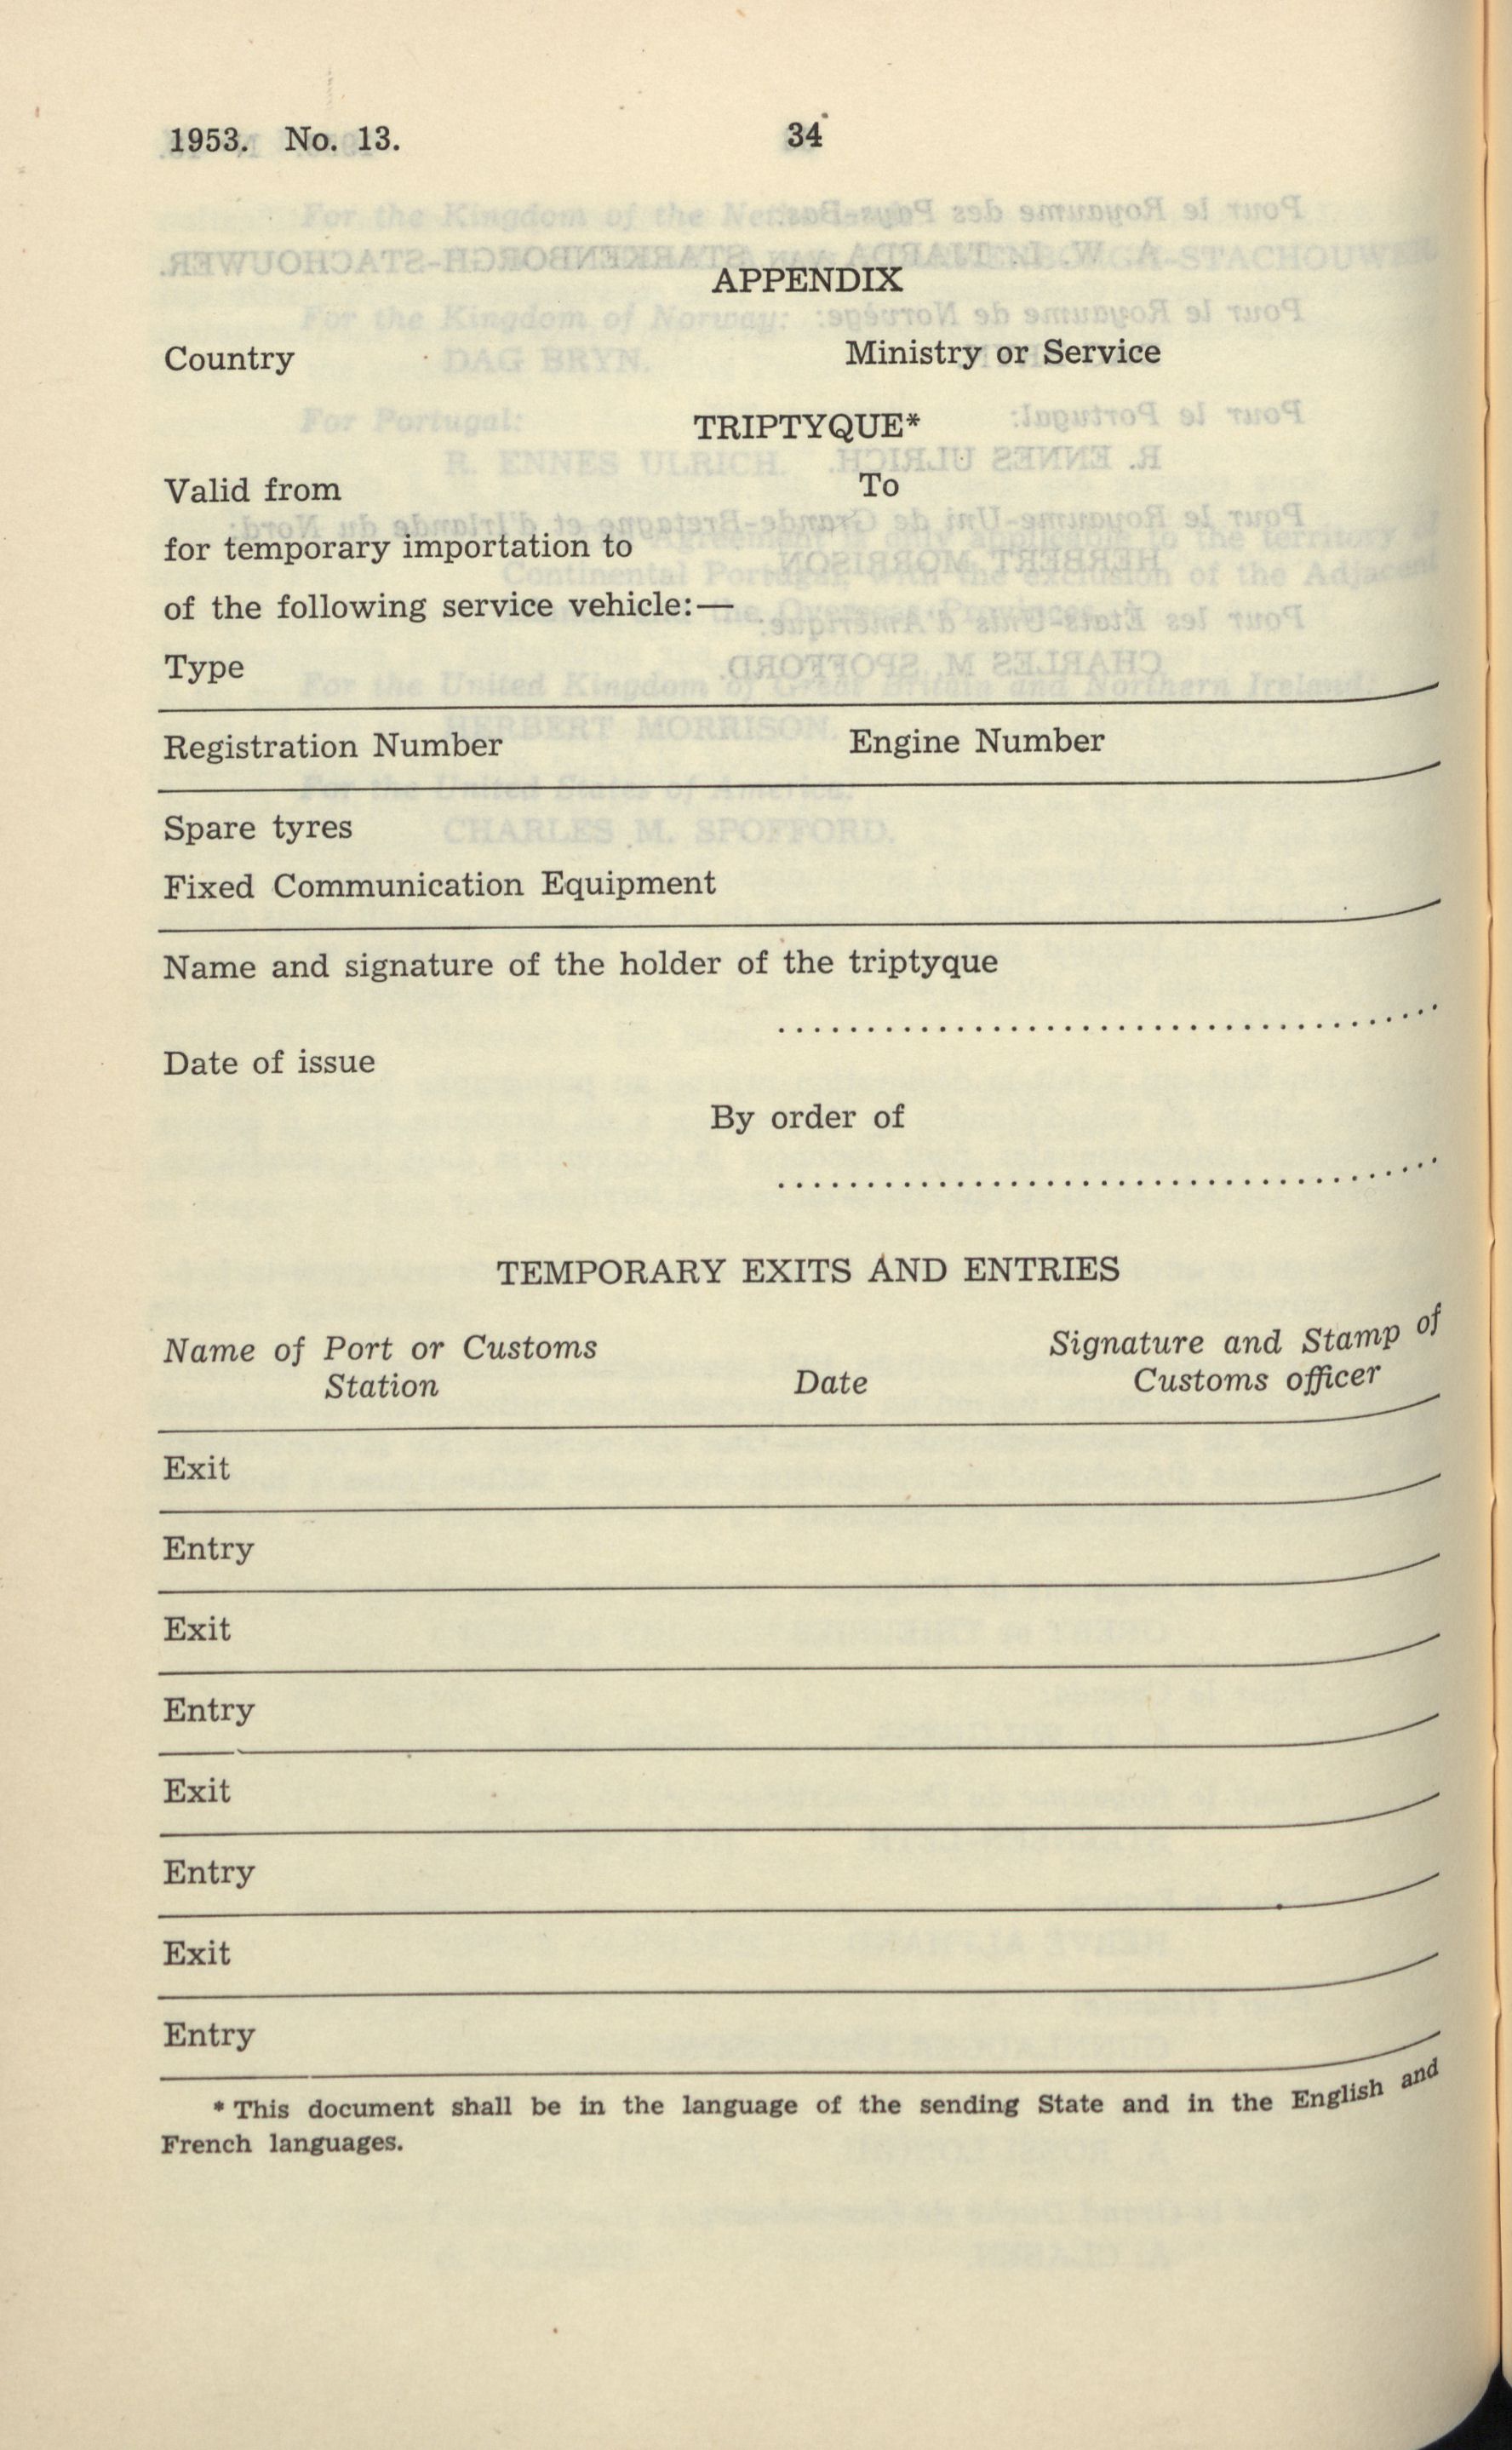 1953. No. 13.
34
APPENDIX
Country Ministry or Service
TRIPTYQUE*
Valid from To
for temporary importation to
of the following service vehicle:—
Type
Registration Number Engine Number
Spare tyres
Fixed Communication Equipment
Name and signature of the holder of the triptyque
.....................................
Date of issue
By order of
.....................................
TEMPORARY EXITS AND ENTRIES
Name of Port or Customs Station Date Signature and Stamp of Customs officer
Exit
Entry
Exit
Entry
Exit
Entry
Exit
Entry
* This document shall be in the language of the sending State and in the English and
French languages.